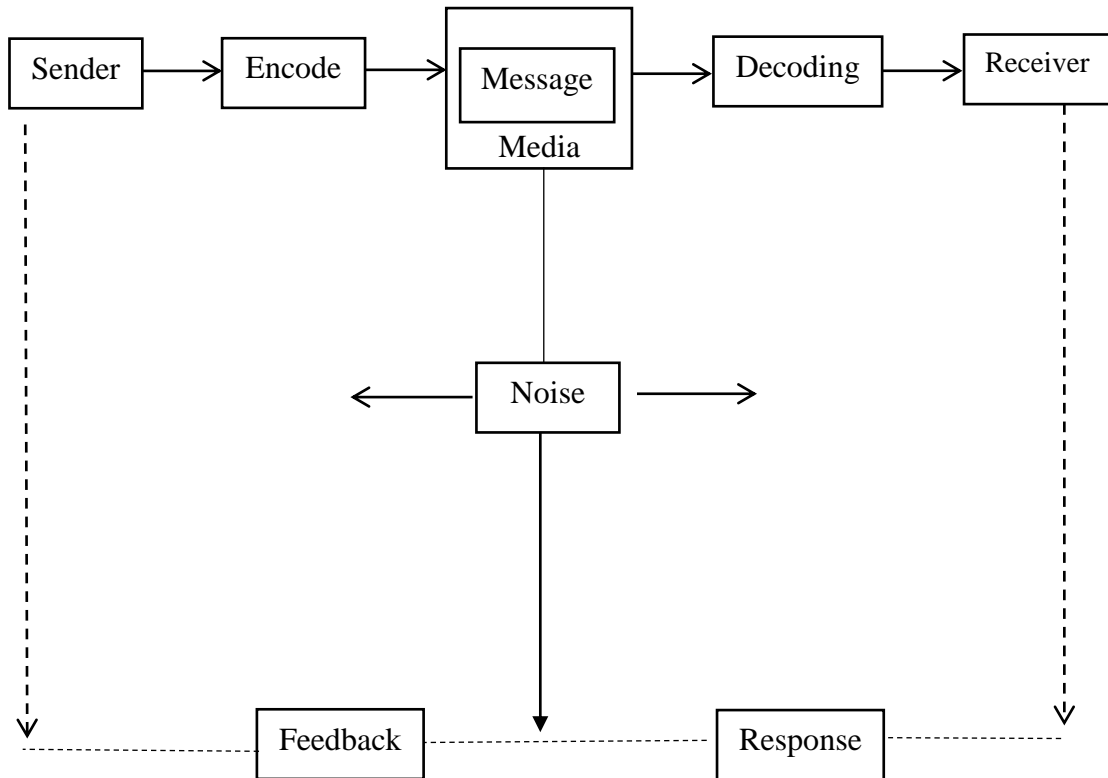 Sender
Encode
Message
Media
Decoding
Receiver
Noise
Feedback
Response